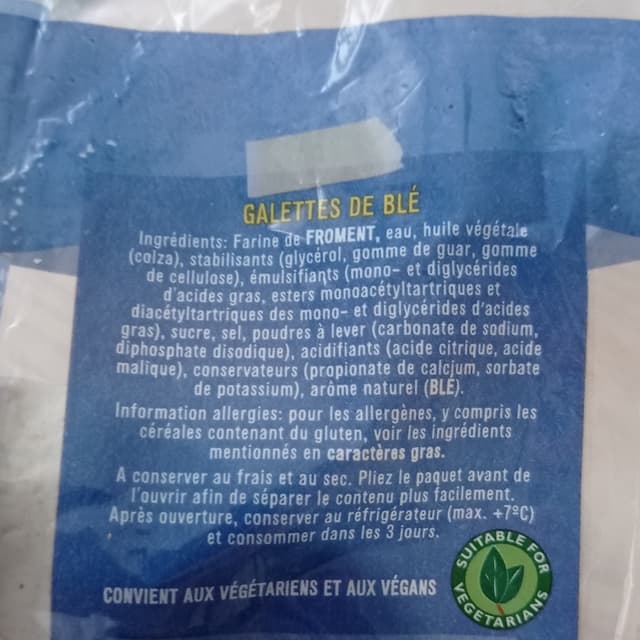 GALETTES DE BLÉ
Ingrédients: Farine de FROMENT, eau, huile végétale
(colza), stabilisants (glycérol, gomme de guar, gomme
de cellulose), émulsifiants (mono- et diglycérides
d'acides gras, esters monoacétyltartriques et
diacétyltartriques des mono- et diglycérides d'acides
gras), sucre, sel, poudres à lever (carbonate de sodium,
diphosphate disodique), acidifiants (acide citrique, acide
malique), conservateurs (propionate de calcium, sorbate
de potassium), arôme naturel (BLÉ).
Information allergies: pour les allergènes, y compris les
céréales contenant du gluten, voir les ingrédients
mentionnés en caractères gras.
A conserver au frais et au sec. Pliez le paquet avant de
l'ouvrir afin de séparer le contenu plus facilement.
Après ouverture, conserver au réfrigérateur (max. +7ºC)
et consommer dans les 3 jours.
CONVIENT AUX VÉGÉTARIENS ET AUX VÉGANS
SUITABLE FOR
VEGETARIANS